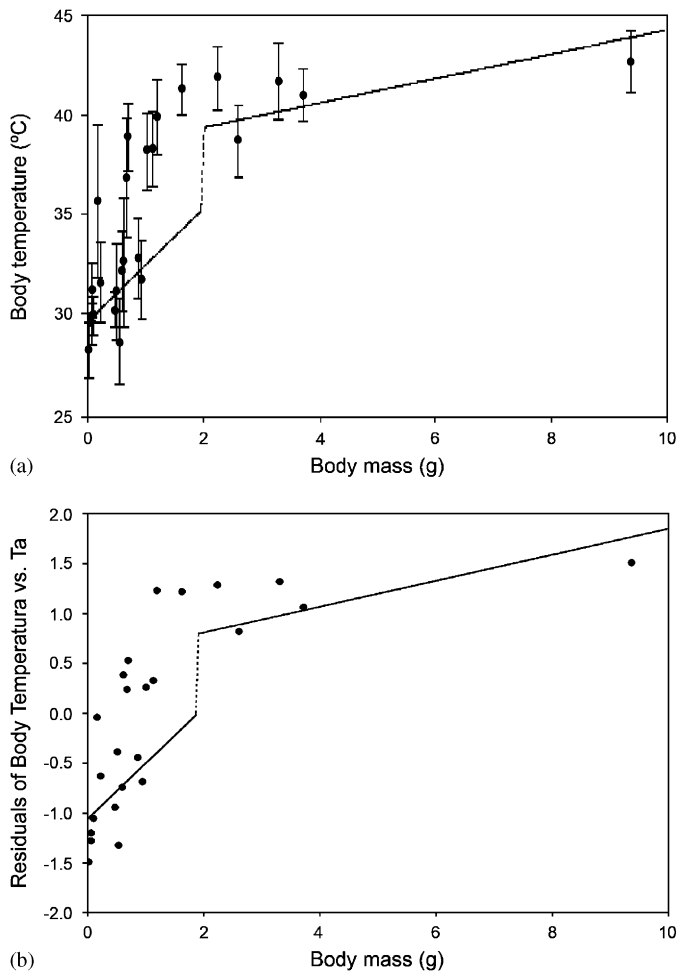 45
40
35
30
25
Body temperature (ºC)
0 2 4 6 8 10
(a) Body mass (g)
2.0
1.5
1.0
0.5
0.0
-0.5
-1.0
-1.5
-2.0
Residuals of Body Temperatura vs. Ta
0 2 4 6 8 10
(b) Body mass (g)